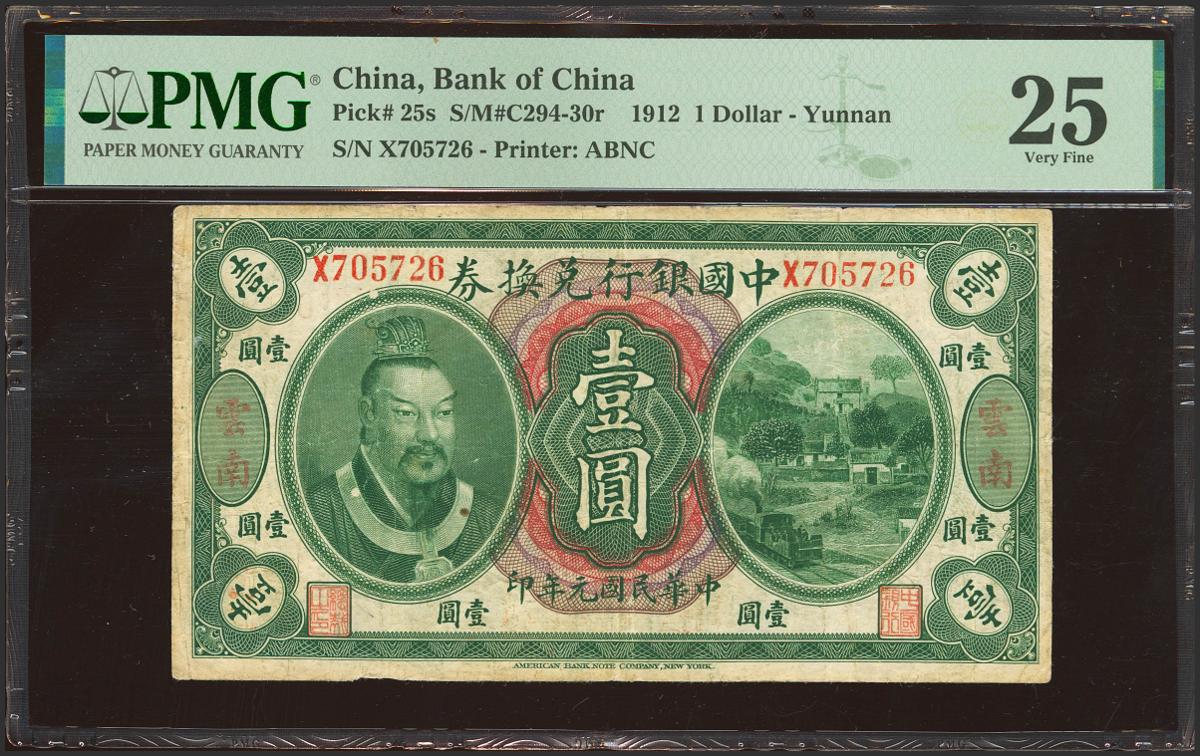 PMG®
PAPER MONEY GUARANTY
China, Bank of China
Pick# 25s S/M#C294-30r 1912 1 Dollar - Yunnan
S/N X705726 - Printer: ABNC
25
Very Fine
壹
X705726
券換兌行銀國中
X705726
壹
圓壹
圓壹
雲南
壹圓
雲南
圓壹
圓壹
印年元國民華中
壹
圓壹
圓壹
壹
AMERICAN BANK NOTE COMPANY, NEW YORK.